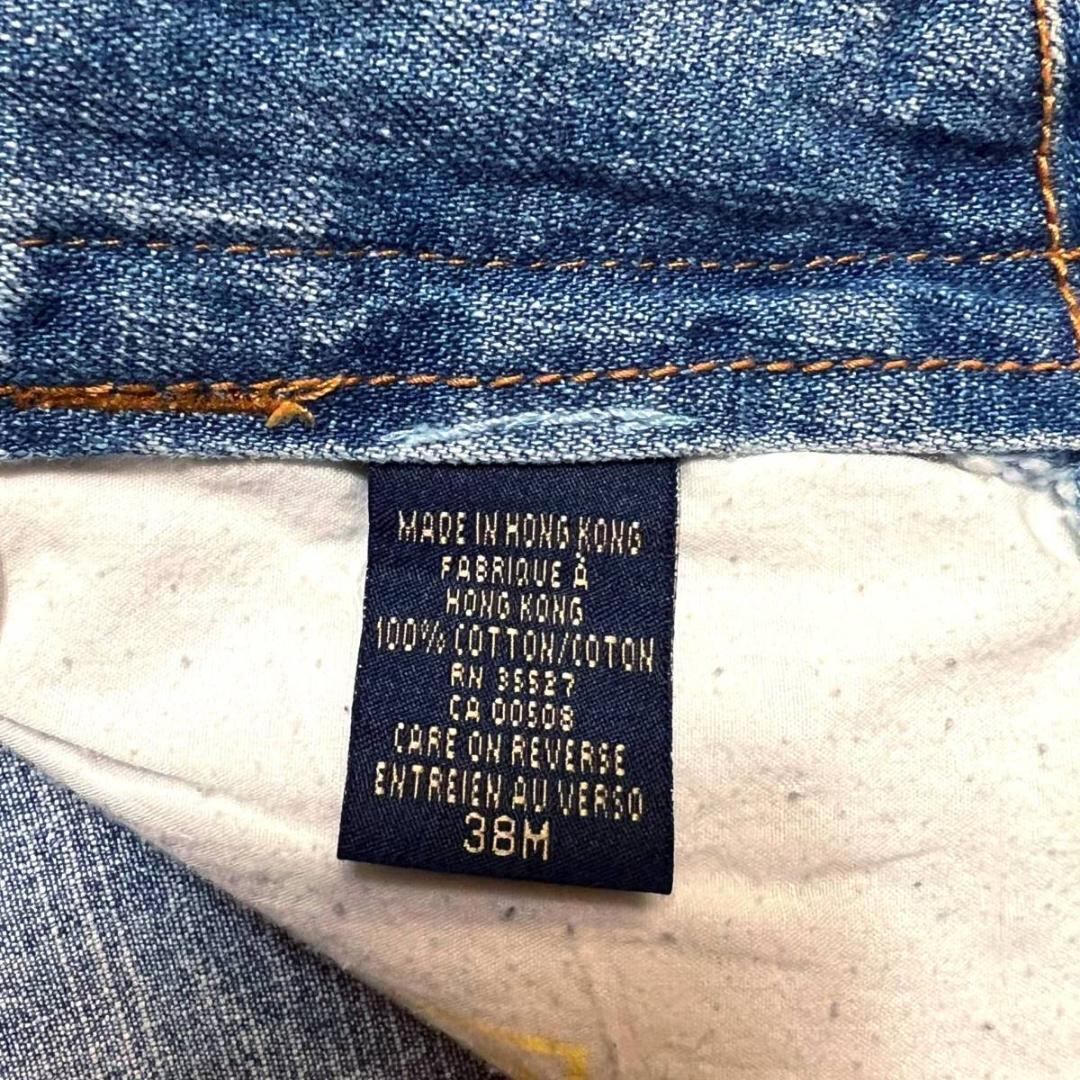 MADE IN HONG KONG
FABRIQUE À
HONG KONG
100% COTTON/COTON
RN 35527
CA 00508
CARE ON REVERSE
ENTREIEN AU VERSO
38M